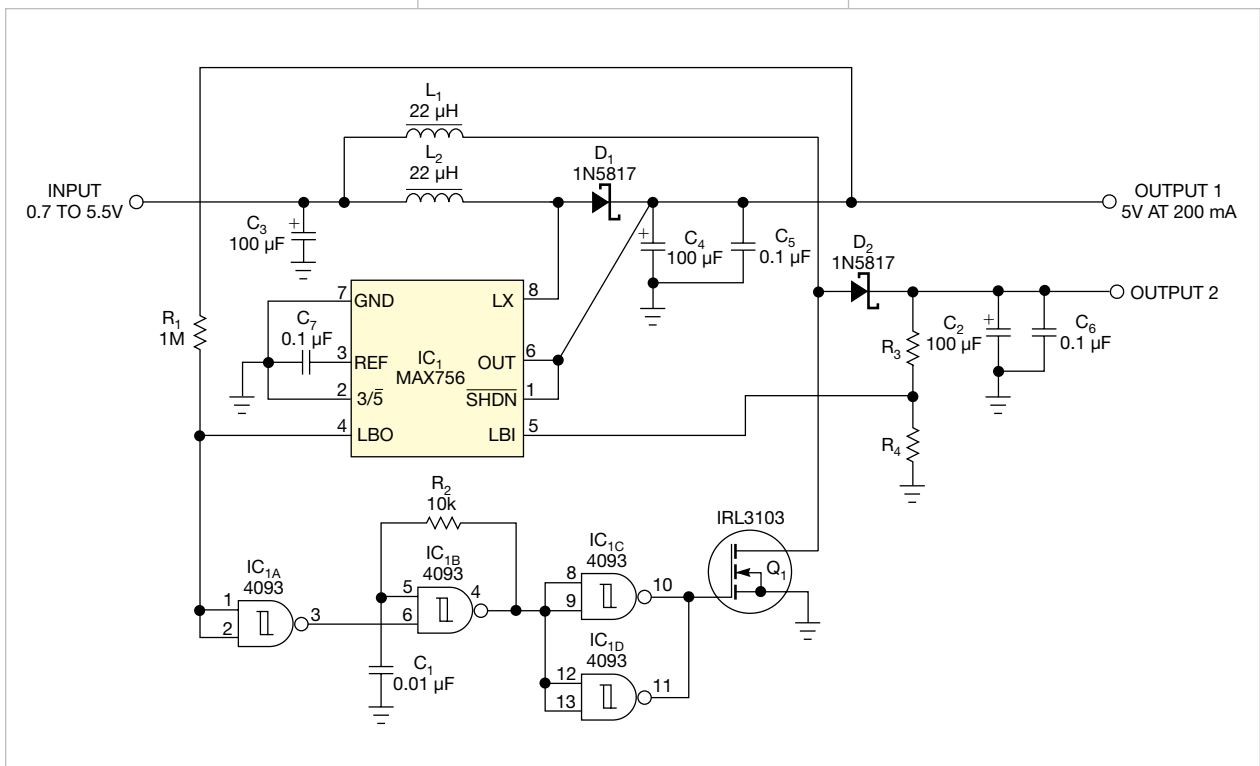 L1
22 µH
L2
22 µH
D1
1N5817
INPUT
0.7 TO 5.5V
OUTPUT 1
5V AT 200 mA
C3
+
100 µF
+
C4
100 µF
C5
0.1 µF
D2
1N5817
OUTPUT 2
R1
1M
7
GND
LX
8
C7
0.1 µF
3
REF
IC1
MAX756
OUT
6
2
3/5̅
S̅H̅D̅N̅
1
4
LBO
LBI
5
R3
C2
+
100 µF
C6
0.1 µF
R4
R2
10k
IRL3103
Q1
IC1A
4093
1
2
3
IC1B
4093
5
6
4
IC1C
4093
8
9
10
IC1D
4093
12
13
11
C1
0.01 µF